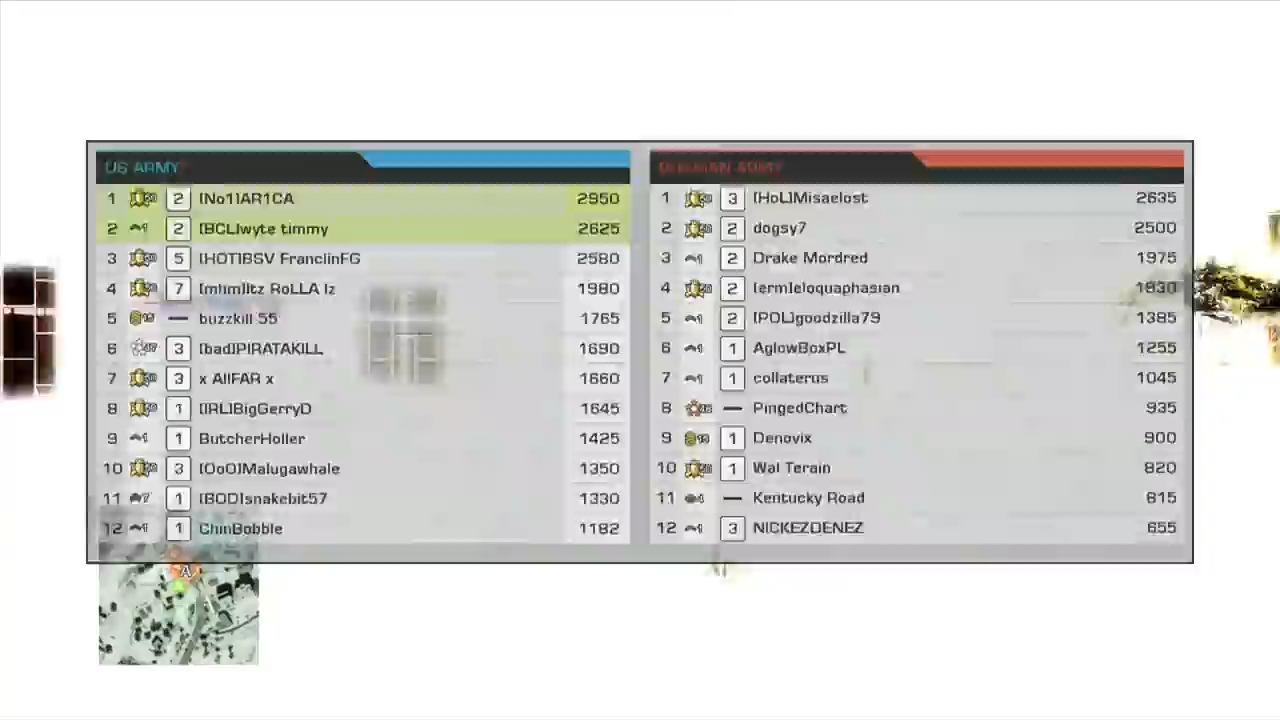 US ARMY
1 2 [No1]AR1CA 2950
2 2 [BCL]wyte timmy 2625
3 5 [HOT]BSV FranclinFG 2580
4 7 [mhm]Itz RoLLA Iz 1980
5 — buzzkill 55 1765
6 3 [bad]PIRATAKILL 1690
7 3 x AllFAR x 1660
8 1 [IRL]BigGerryD 1645
9 1 ButcherHoller 1425
10 3 [OoO]Malugawhale 1350
11 1 [BOD]snakebit57 1330
12 1 ChinBobble 1182
RUSSIAN ARMY
1 3 [HoL]Misaelost 2635
2 2 dogsy7 2500
3 2 Drake Mordred 1975
4 2 [erm]eloquaphasian 1830
5 2 [POL]goodzilla79 1385
6 1 AglowBoxPL 1255
7 1 collaterus 1045
8 — PingedChart 935
9 1 Denovix 900
10 1 Wal Terain 820
11 — Kentucky Road 815
12 3 NICKEZDENEZ 655
A